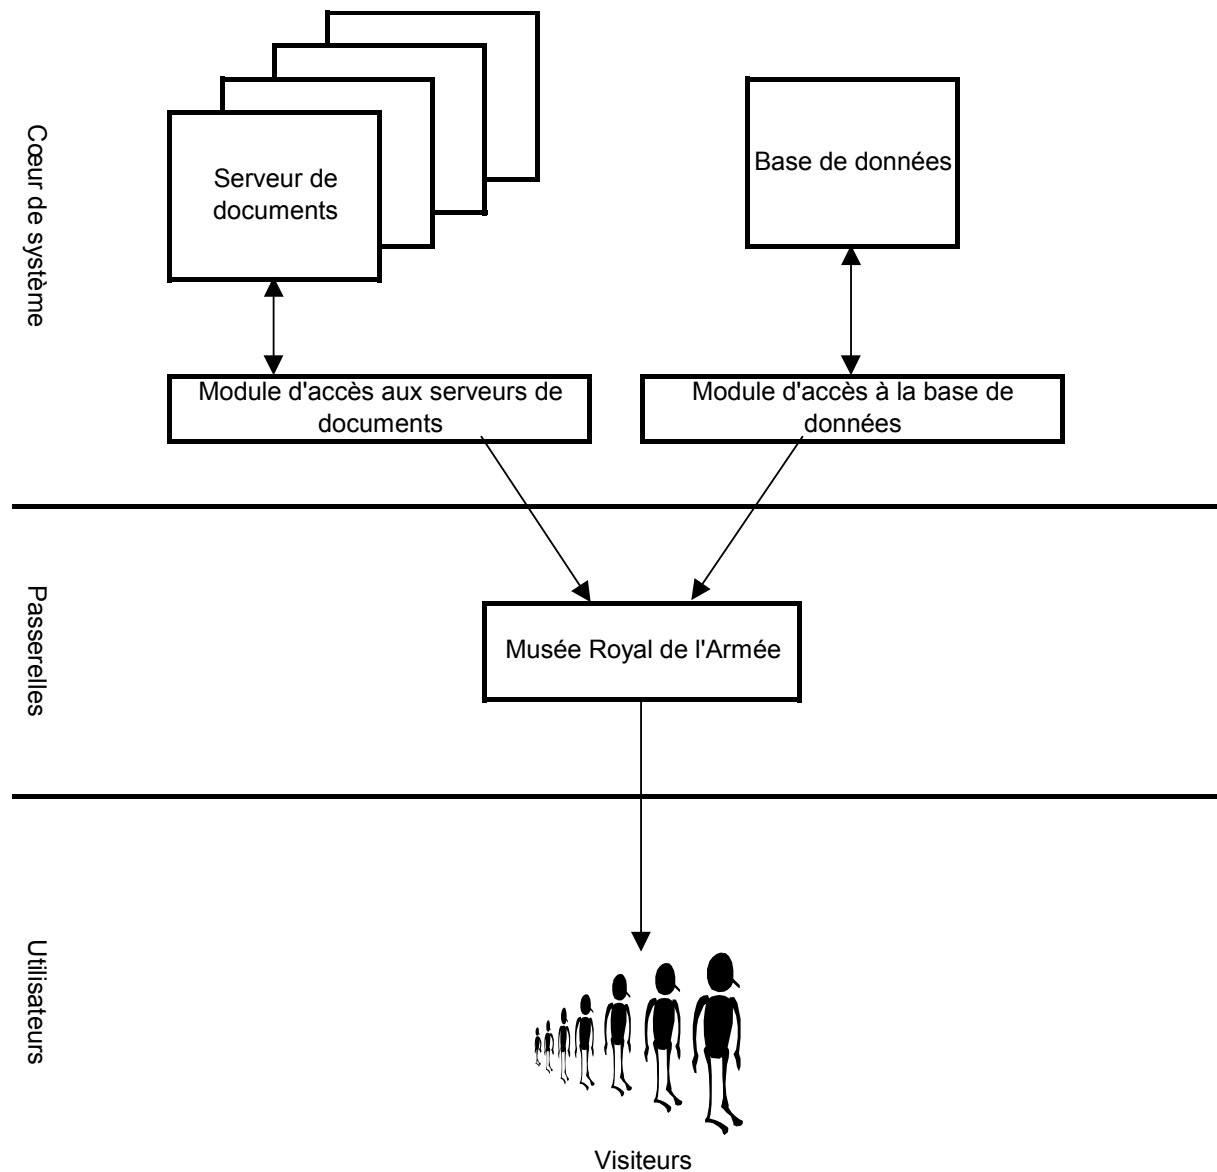 Cœur de système
Serveur de
documents
Base de données
Module d'accès aux serveurs de
documents
Module d'accès à la base de
données
Passerelles
Musée Royal de l'Armée
Utilisateurs
Visiteurs